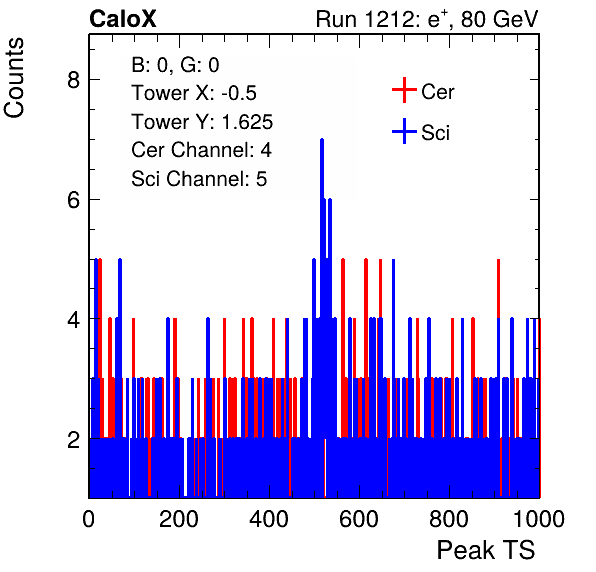 CaloX Run 1212: e+, 80 GeV
Counts
B: 0, G: 0
Tower X: -0.5
Tower Y: 1.625
Cer Channel: 4
Sci Channel: 5
Cer
Sci
8
6
4
2
0 200 400 600 800 1000
Peak TS